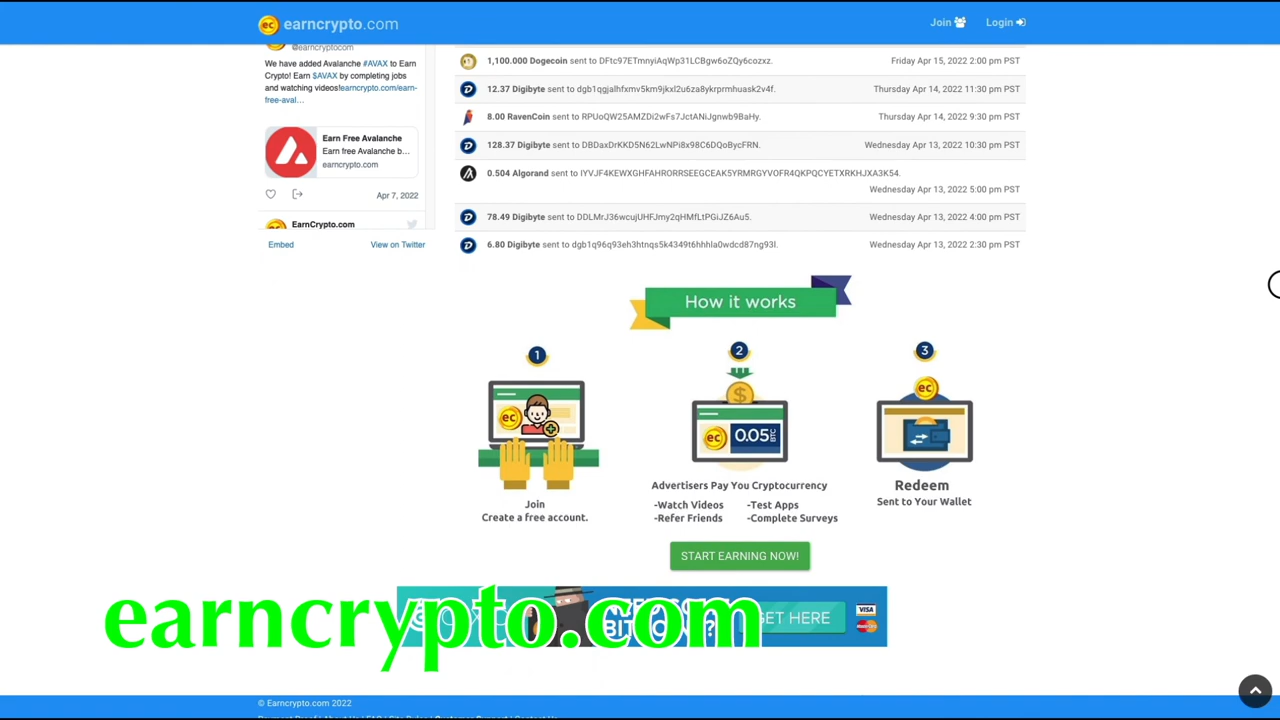 earncrypto.com
Join
Login
@earncryptocom
We have added Avalanche #AVAX to Earn
Crypto! Earn $AVAX by completing jobs
and watching videos!earncrypto.com/earn-
free-aval…
Earn Free Avalanche
Earn free Avalanche b…
earncrypto.com
Apr 7, 2022
EarnCrypto.com
Embed
View on Twitter
1,100.000 Dogecoin sent to DFtc97ETmnyiAqWp31LCBgw6oZQy6cozxz.
Friday Apr 15, 2022 2:00 pm PST
12.37 Digibyte sent to dgb1qgjalhfxmv5km9jkxl2u6za8ykrprmhuask2v4f.
Thursday Apr 14, 2022 11:30 pm PST
8.00 RavenCoin sent to RPUoQW25AMZDi2wFs7JctANiJgnwb9BaHy.
Thursday Apr 14, 2022 9:30 pm PST
128.37 Digibyte sent to DBDaxDrKKD5N62LwNPi8x98C6DQoBycFRN.
Wednesday Apr 13, 2022 10:30 pm PST
0.504 Algorand sent to IYVJF4KEWXGHFAHRORRSEEGCEAK5YRMRGYVOFR4QKPQCYETXRKHJXA3K54.
Wednesday Apr 13, 2022 5:00 pm PST
78.49 Digibyte sent to DDLMrJ36wcujUHFJmy2qHMfLtPGiJZ6Au5.
Wednesday Apr 13, 2022 4:00 pm PST
6.80 Digibyte sent to dgb1q96q93eh3htnqs5k4349t6hhhla0wdcd87ng93l.
Wednesday Apr 13, 2022 2:30 pm PST
How it works
1
2
3
ec
ec
$
ec
0.05 BTC
Join
Create a free account.
Advertisers Pay You Cryptocurrency
-Watch Videos
-Test Apps
-Refer Friends
-Complete Surveys
Redeem
Sent to Your Wallet
START EARNING NOW!
earncrypto.com
GET HERE
VISA
© Earncrypto.com 2022